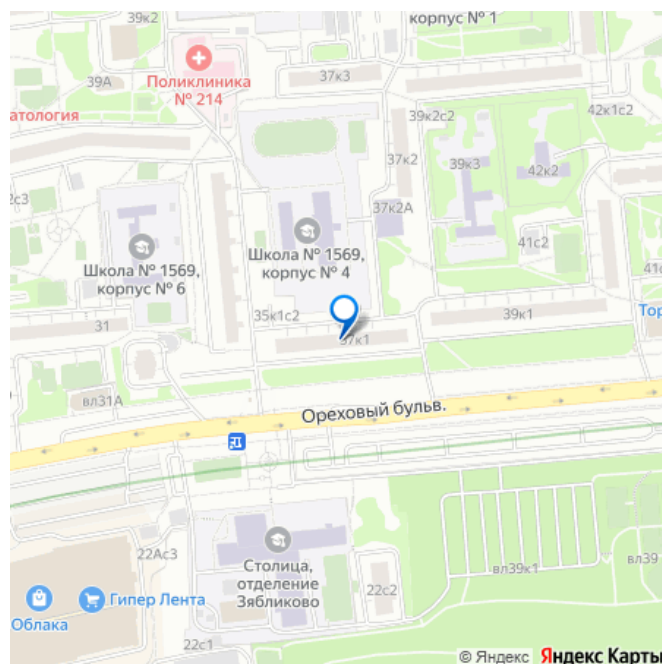 39к2
корпус № 1
39А
Поликлиника
№ 214
37к3
атология
39к2с2
42к1с2
37к2
39к3
42к2
2с3
37к2А
Школа № 1569,
корпус № 4
41с2
Школа № 1569,
корпус № 6
41с
35к1с2
31
39к1
Тор
37к1
вл31А
Ореховый бульв.
22Ас3
Столица,
отделение
Зябликово
вл39к1
вл39
22с2
Гипер Лента
Облака
22с1
© Яндекс Яндекс Карты